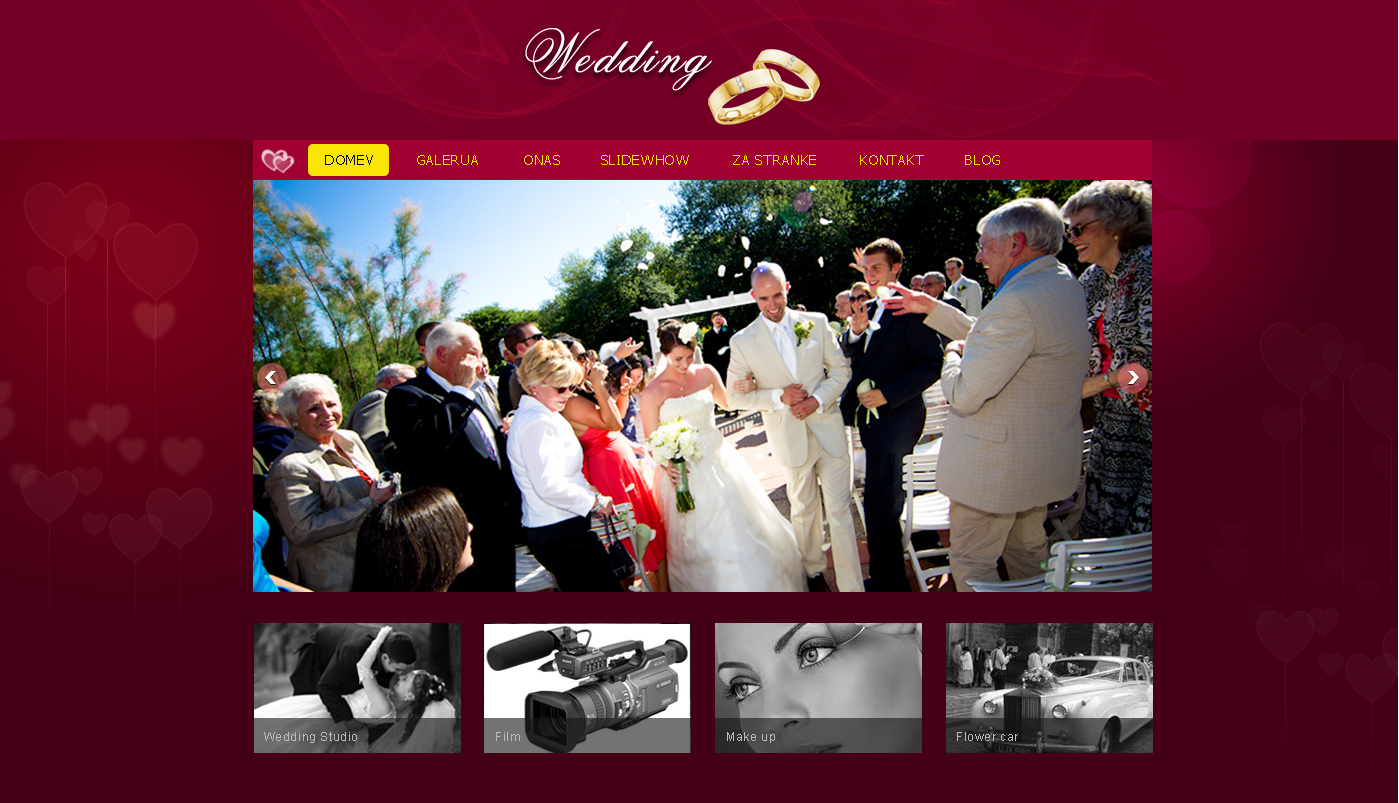 Wedding
DOMEV GALERIJA ONAS SLIDEWHOW ZA STRANKE KONTAKT BLOG
Wedding Studio Film Make up Flower car